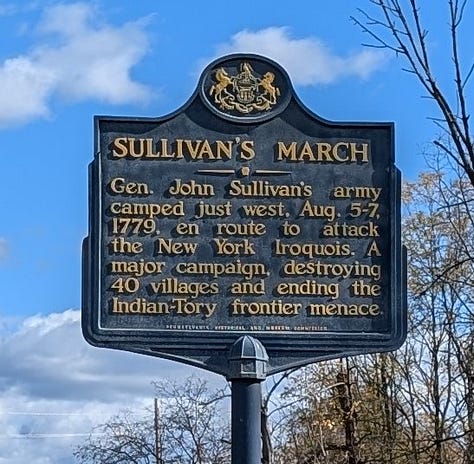 SULLIVAN'S MARCH
Gen. John Sullivan's army
camped just west, Aug. 5-7,
1779, en route to attack
the New York Iroquois. A
major campaign, destroying
40 villages and ending the
Indian-Tory frontier menace.
PENNSYLVANIA HISTORICAL AND MUSEUM COMMISSION